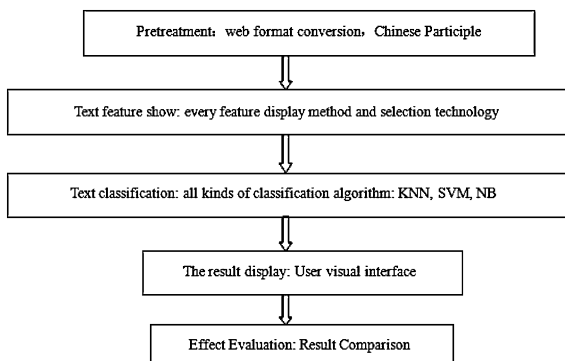 Pretreatment：web format conversion，Chinese Participle
Text feature show: every feature display method and selection technology
Text classification: all kinds of classification algorithm: KNN, SVM, NB
The result display: User visual interface
Effect Evaluation: Result Comparison